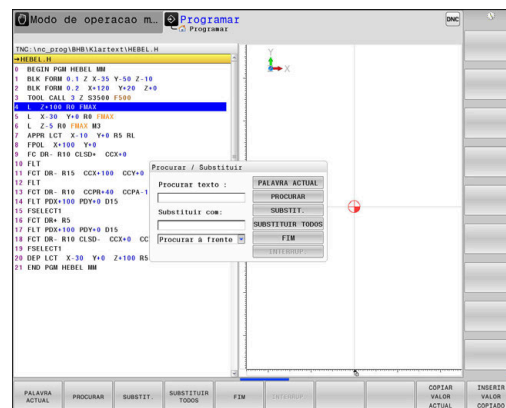 Modo de operacao m… Programar
Programar
DNC
TNC:\nc_prog\BHB\Klartext\HEBEL.H
→HEBEL.H
0 BEGIN PGM HEBEL MM
1 BLK FORM 0.1 Z X-35 Y-50 Z-10
2 BLK FORM 0.2 X+120 Y+20 Z+0
3 TOOL CALL 3 Z S3500 F500
4 L Z+100 R0 FMAX
5 L X-30 Y+0 R0 FMAX
6 L Z-5 R0 FMAX M3
7 APPR LCT X-10 Y+0 R5 RL
8 FPOL X+100 Y+0
9 FC DR- R10 CLSD+ CCX+0
10 FLT
11 FCT DR- R15 CCX+100 CCY+0
12 FLT
13 FCT DR- R10 CCPR+40 CCPA-1
14 FLT PDX+100 PDY+0 D15
15 FSELECT1
16 FCT DR+ R5
17 FLT PDX+100 PDY+0 D15
18 FCT DR- R10 CLSD- CCX+0 CC
19 FSELECT1
20 DEP LCT X-30 Y+0 Z+100 R5
21 END PGM HEBEL MM
Y
X
Procurar / Substituir
Procurar texto :
Substituir com:
Procurar à frente
PALAVRA ACTUAL
PROCURAR
SUBSTIT.
SUBSTITUIR TODOS
FIM
INTERRUP.
PALAVRA ACTUAL
PROCURAR
SUBSTIT.
SUBSTITUIR TODOS
FIM
INTERRUP.
COPIAR VALOR ACTUAL
INSERIR VALOR COPIADO